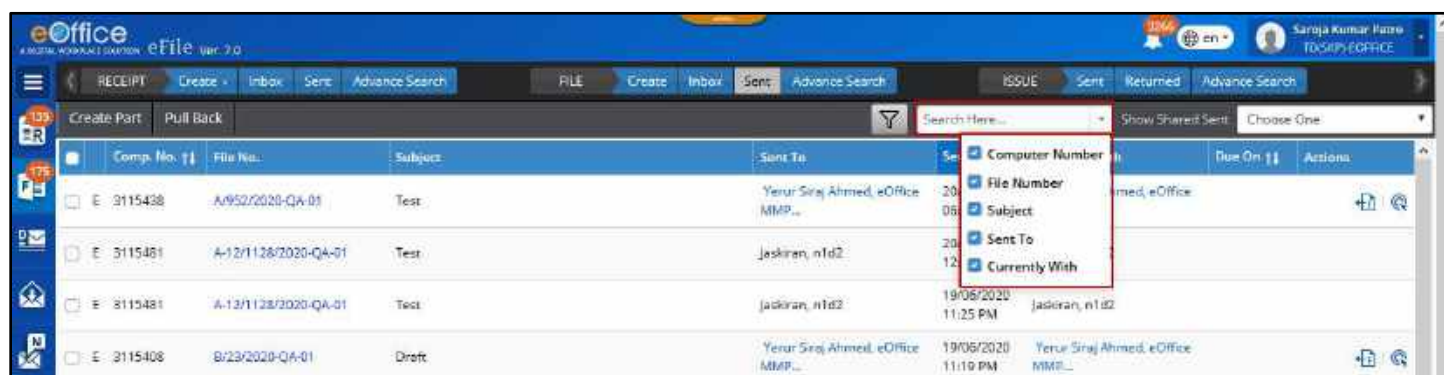 eOffice
A DIGITAL WORKPLACE SOLUTION eFile Ver. 7.0
en
Saroja Kumar Patro
RECEIPT Create Inbox Sent Advance Search FILE Create Inbox Sent Advance Search ISSUE Sent Returned Advance Search
Create Part Pull Back Search Here... Show Shared Sent Choose One
139
R
Comp. No. File No. Subject Sent To Due On Actions
Computer Number
175
F
File Number
Subject
Sent To
Currently With
E 3115438 A/952/2020-QA-01 Test Yerur Siraj Ahmed, eOffice MMP...
E 3115481 A-12/1128/2020-QA-01 Test Jaskiran, n1d2
E 3115481 A-12/1128/2020-QA-01 Test Jaskiran, n1d2 19/06/2020 11:25 PM Jaskiran, n1d2
N
E 3115408 B/23/2020-QA-01 Draft Yerur Siraj Ahmed, eOffice MMP... 19/06/2020 11:19 PM Yerur Siraj Ahmed, eOffice MMP...